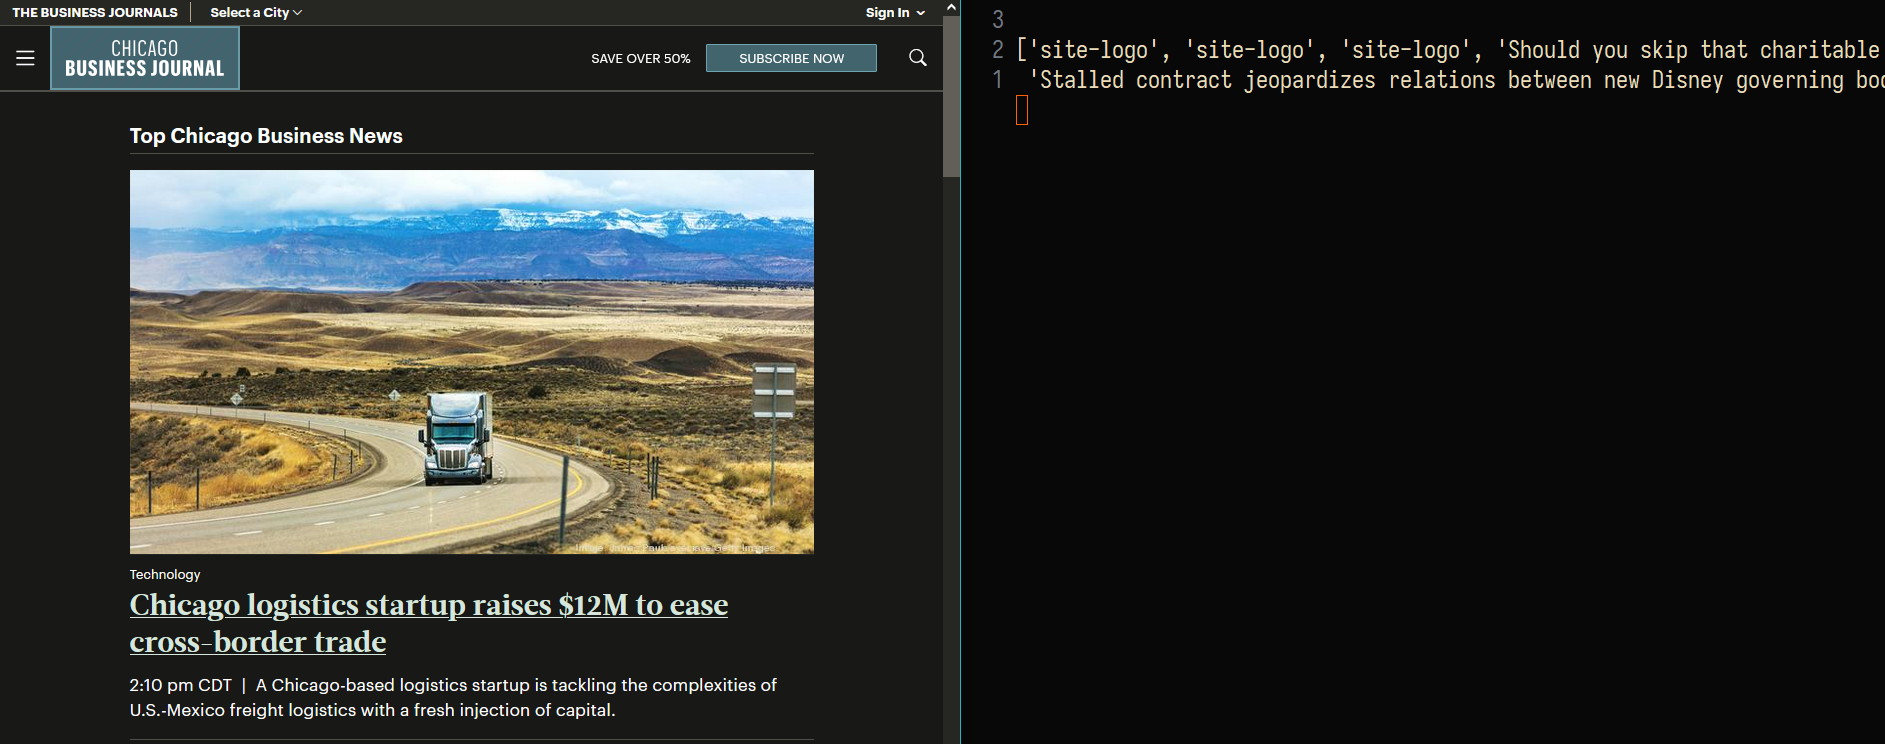 THE BUSINESS JOURNALS
Select a City
Sign In
CHICAGO
BUSINESS JOURNAL
SAVE OVER 50%
SUBSCRIBE NOW
Top Chicago Business News
Technology
Chicago logistics startup raises $12M to ease
cross-border trade
2:10 pm CDT | A Chicago-based logistics startup is tackling the complexities of
U.S.-Mexico freight logistics with a fresh injection of capital.
3
2 ['site-logo', 'site-logo', 'site-logo', 'Should you skip that charitable
1 'Stalled contract jeopardizes relations between new Disney governing